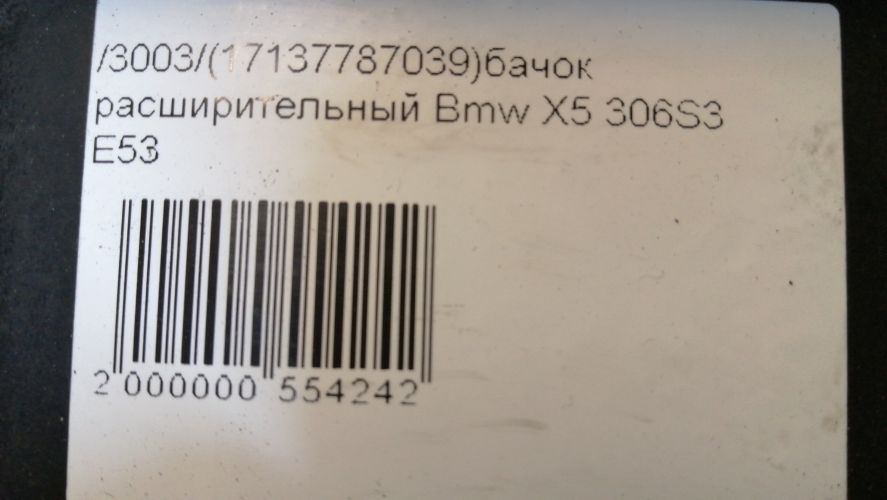 /3003/(17137787039)бачок
расширительный Bmw X5 306S3
E53
2 000000 554242